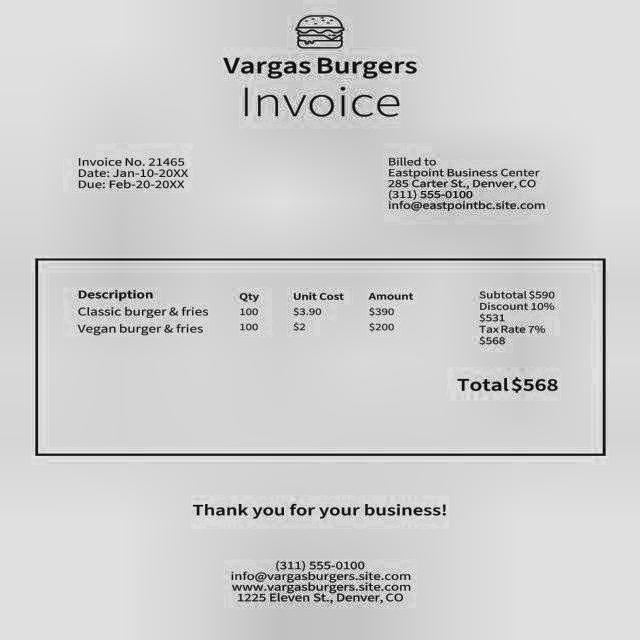 Vargas Burgers
Invoice
Invoice No. 21465
Date: Jan-10-20XX
Due: Feb-20-20XX
Billed to
Eastpoint Business Center
285 Carter St., Denver, CO
(311) 555-0100
info@eastpointbc.site.com
Description Qty Unit Cost Amount
Classic burger & fries 100 $3.90 $390
Vegan burger & fries 100 $2 $200
Subtotal $590
Discount 10%
$531
Tax Rate 7%
$568
Total $568
Thank you for your business!
(311) 555-0100
info@vargasburgers.site.com
www.vargasburgers.site.com
1225 Eleven St., Denver, CO